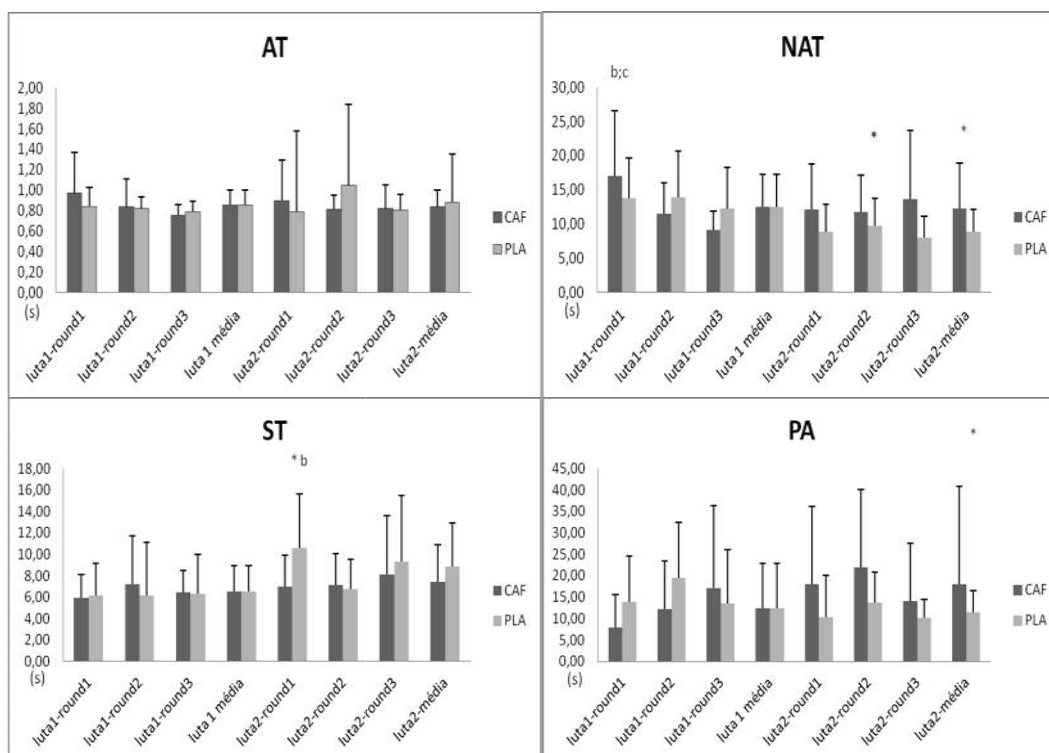 AT
2,00
1,80
1,60
1,40
1,20
1,00
0,80
0,60
0,40
0,20
0,00
(s)
CAF
PLA
luta1-round1
luta1-round2
luta1-round3
luta 1 média
luta2-round1
luta2-round2
luta2-round3
luta2-média
NAT
b;c
* *
30,00
25,00
20,00
15,00
10,00
5,00
0,00
(s)
CAF
PLA
luta1-round1
luta1-round2
luta1-round3
luta 1 média
luta2-round1
luta2-round2
luta2-round3
luta2-média
ST
* b
18,00
16,00
14,00
12,00
10,00
8,00
6,00
4,00
2,00
0,00
(s)
CAF
PLA
luta1-round1
luta1-round2
luta1-round3
luta 1 média
luta2-round1
luta2-round2
luta2-round3
luta2-média
PA
*
45,00
40,00
35,00
30,00
25,00
20,00
15,00
10,00
5,00
0,00
(s)
CAF
PLA
luta1-round1
luta1-round2
luta1-round3
luta 1 média
luta2-round1
luta2-round2
luta2-round3
luta2-média